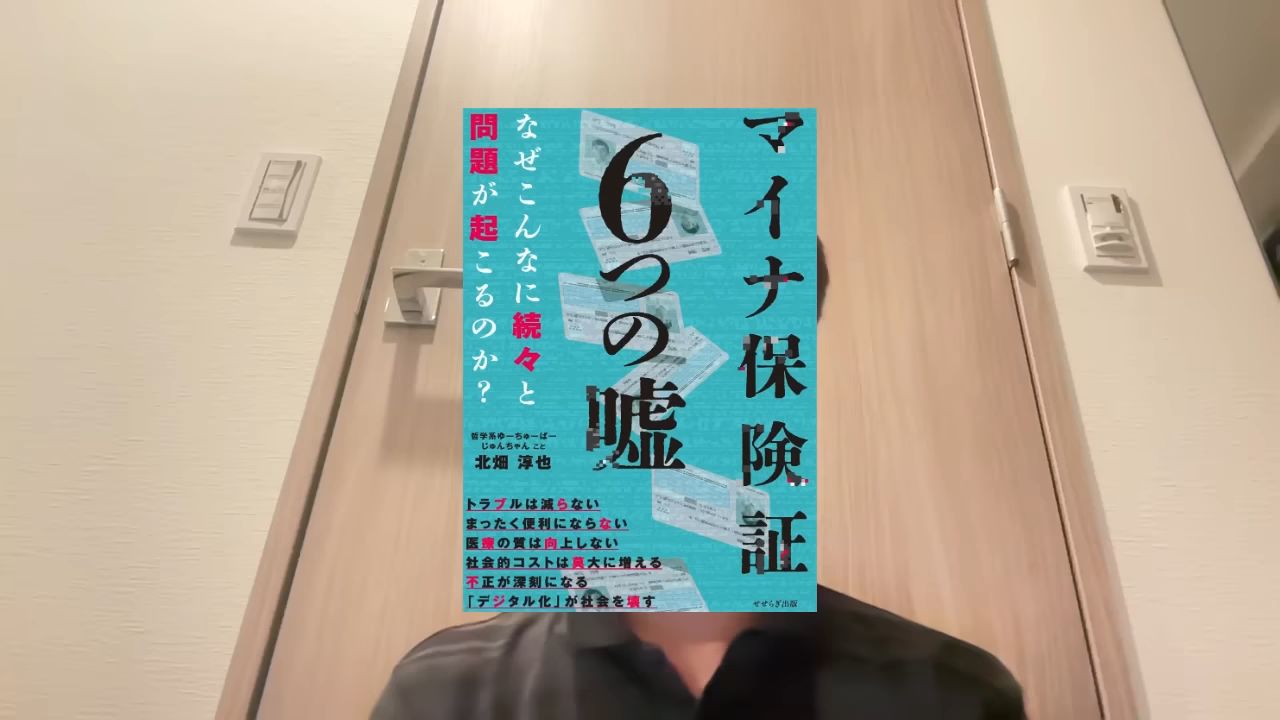 マイナ保険証
6つの嘘
なぜこんなに続々と
問題が起こるのか？
哲学系ゆーちゅーばー
じゅんちゃん こと
北畑 淳也
トラブルは減らない
まったく便利にならない
医療の質は向上しない
社会的コストは莫大に増える
不正が深刻になる
「デジタル化」が社会を壊す
せせらぎ出版